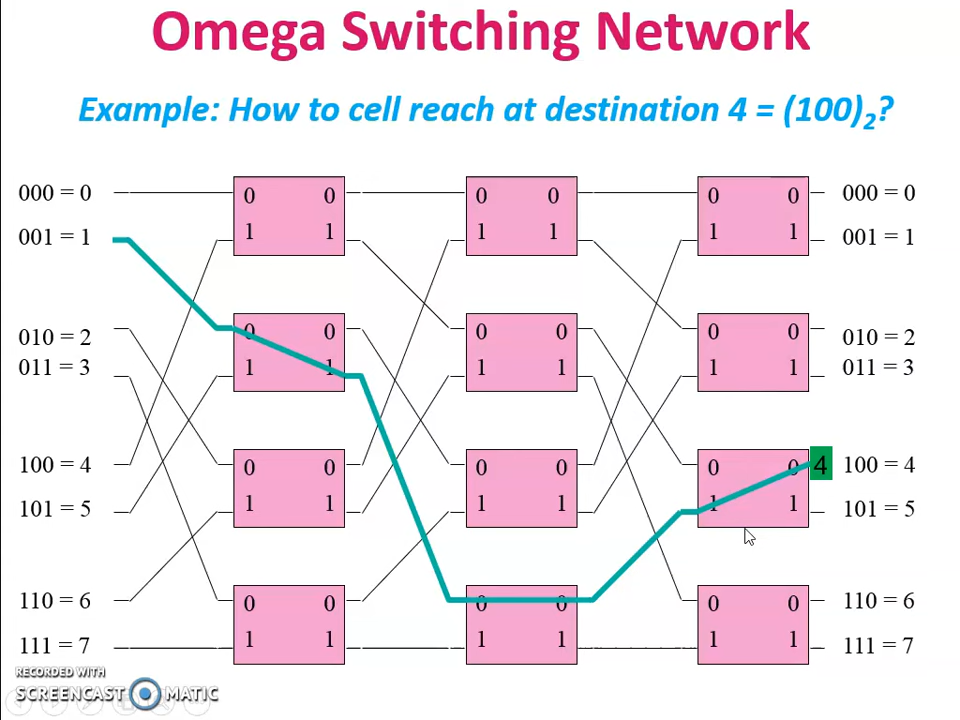 Omega Switching Network
Example: How to cell reach at destination 4 = (100)2?
000 = 0 0 0 0 0 0 0 000 = 0
001 = 1 1 1 1 1 1 1 001 = 1
010 = 2 0 0 0 0 0 0 010 = 2
011 = 3 1 1 1 1 1 1 011 = 3
100 = 4 0 0 0 0 0 0 4 100 = 4
101 = 5 1 1 1 1 1 1 101 = 5
110 = 6 0 0 0 0 0 0 110 = 6
111 = 7 1 1 1 1 1 1 111 = 7
RECORDED WITH
SCREENCAST MATIC